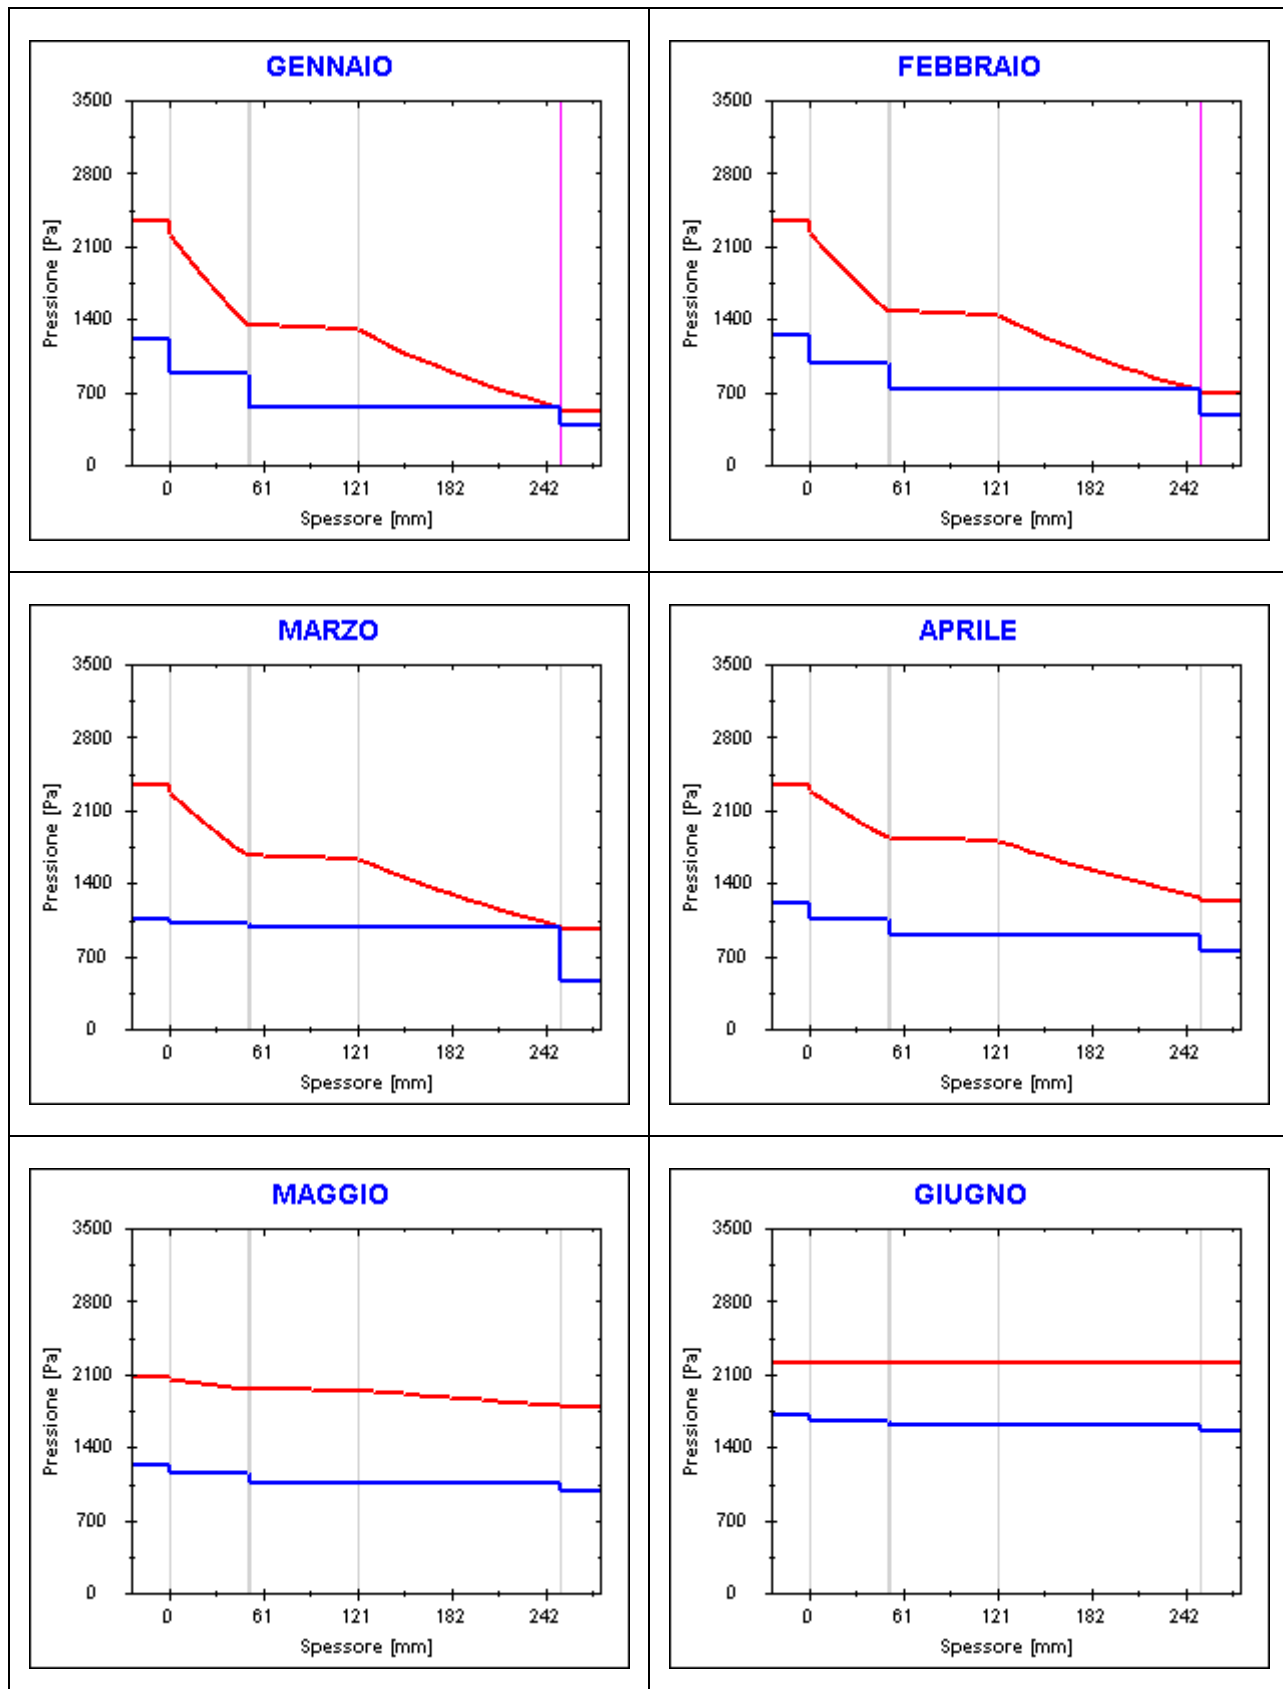 GENNAIO
3500
2800
2100
1400
700
0
Pressione [Pa]
0 61 121 182 242
Spessore [mm]
FEBBRAIO
3500
2800
2100
1400
700
0
Pressione [Pa]
0 61 121 182 242
Spessore [mm]
MARZO
3500
2800
2100
1400
700
0
Pressione [Pa]
0 61 121 182 242
Spessore [mm]
APRILE
3500
2800
2100
1400
700
0
Pressione [Pa]
0 61 121 182 242
Spessore [mm]
MAGGIO
3500
2800
2100
1400
700
0
Pressione [Pa]
0 61 121 182 242
Spessore [mm]
GIUGNO
3500
2800
2100
1400
700
0
Pressione [Pa]
0 61 121 182 242
Spessore [mm]